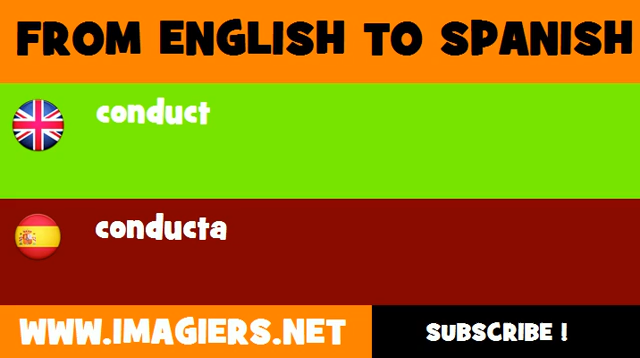 FROM ENGLISH TO SPANISH
conduct
conducta
WWW.IMAGIERS.NET
SUBSCRIBE !